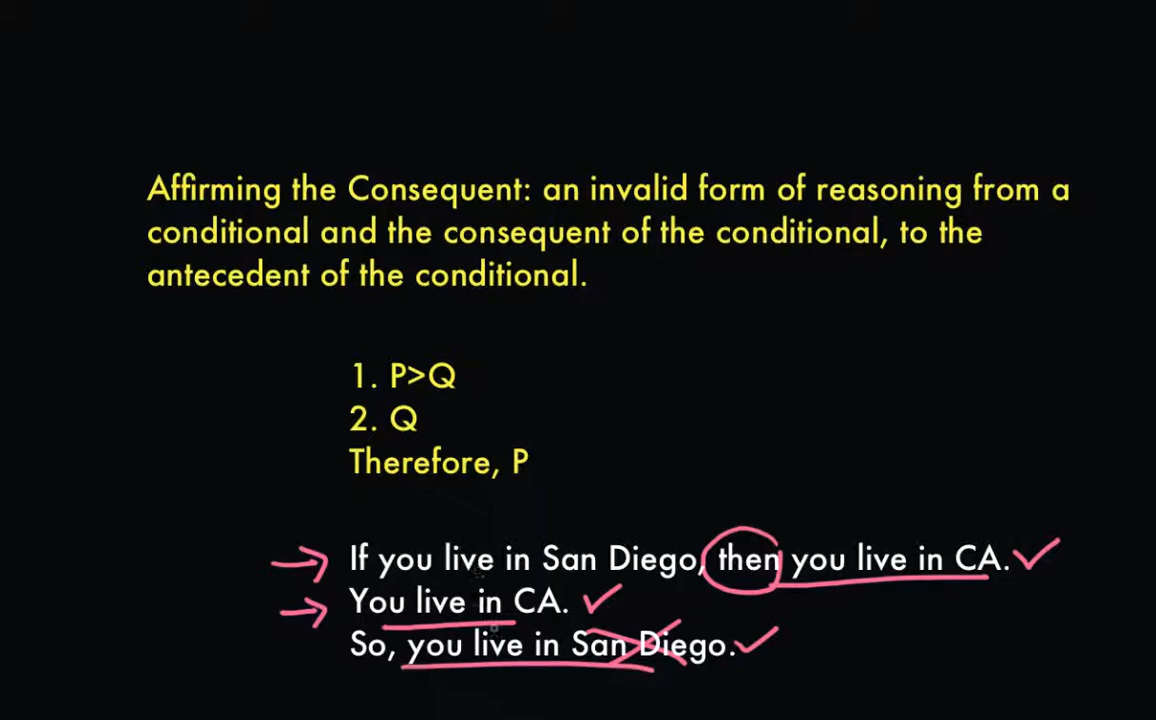 Affirming the Consequent: an invalid form of reasoning from a
conditional and the consequent of the conditional, to the
antecedent of the conditional.
1. P>Q
2. Q
Therefore, P
If you live in San Diego, then you live in CA.
You live in CA.
So, you live in San Diego.